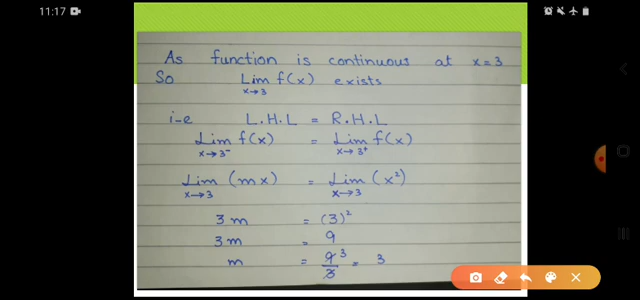 11:17
As function is continuous at x=3
So Lim f(x) exists
x→3
i-e L.H.L = R.H.L
Lim f(x) = Lim f(x)
x→3⁻ x→3⁺
Lim (mx) = Lim (x²)
x→3 x→3
3m = (3)²
3m = 9
m = 9/3 3 = 3